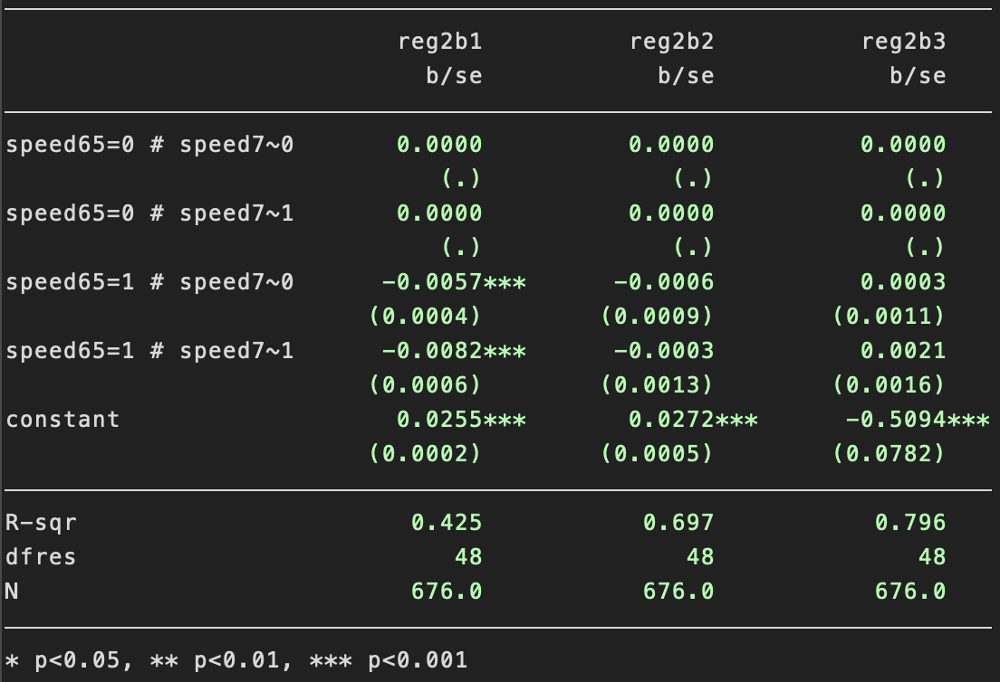 reg2b1 reg2b2 reg2b3
b/se b/se b/se
speed65=0 # speed7~0 0.0000 0.0000 0.0000
(.) (.) (.)
speed65=0 # speed7~1 0.0000 0.0000 0.0000
(.) (.) (.)
speed65=1 # speed7~0 -0.0057*** -0.0006 0.0003
(0.0004) (0.0009) (0.0011)
speed65=1 # speed7~1 -0.0082*** -0.0003 0.0021
(0.0006) (0.0013) (0.0016)
constant 0.0255*** 0.0272*** -0.5094***
(0.0002) (0.0005) (0.0782)
R-sqr 0.425 0.697 0.796
dfres 48 48 48
N 676.0 676.0 676.0
* p<0.05, ** p<0.01, *** p<0.001